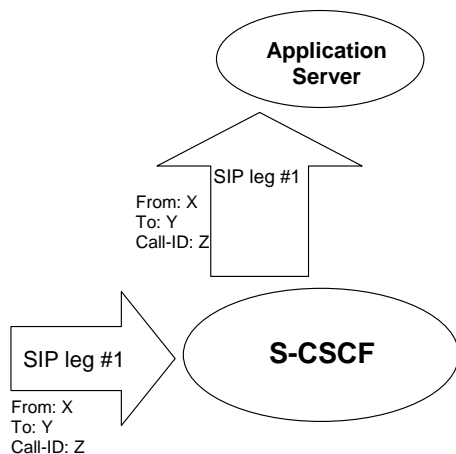 Application
Server
SIP leg #1
From: X
To: Y
Call-ID: Z
S-CSCF
SIP leg #1
From: X
To: Y
Call-ID: Z